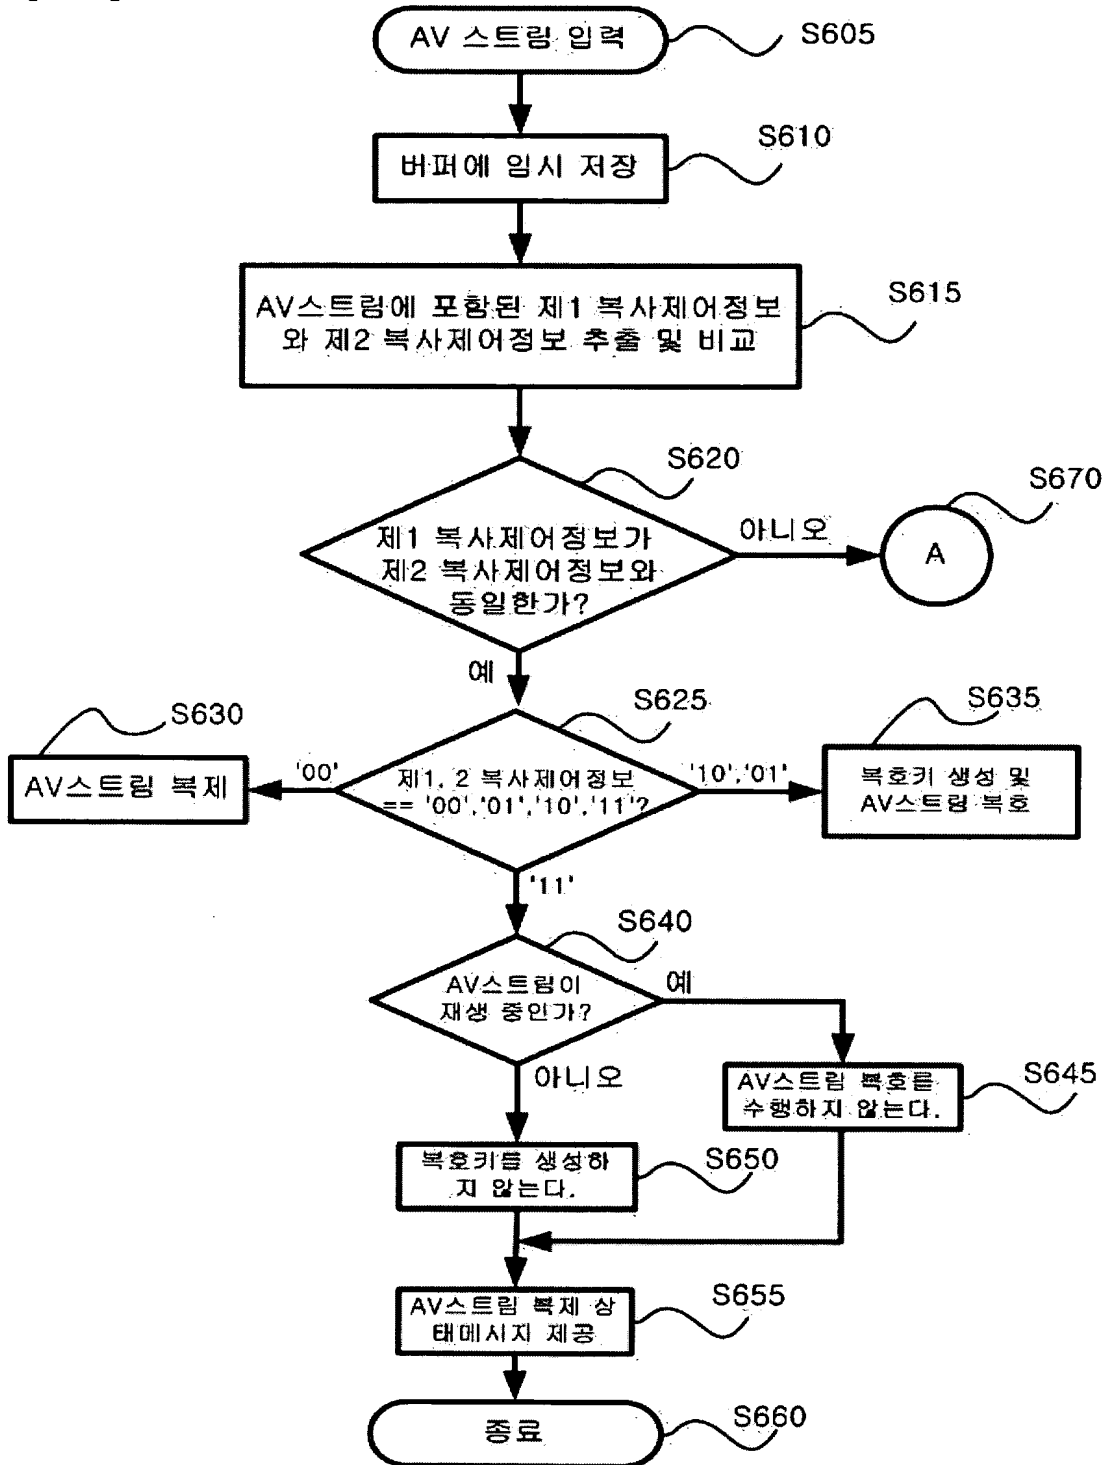 AV 스트림 입력
S605
버퍼에 임시 저장
S610
AV스트림에 포함된 제1 복사제어정보
와 제2 복사제어정보 추출 및 비교
S615
제1 복사제어정보가
제2 복사제어정보와
동일한가?
S620
아니오
A
S670
예
제1, 2 복사제어정보
== '00','01','10','11'?
S625
'00'
AV스트림 복제
S630
'10','01'
복호키 생성 및
AV스트림 복호
S635
'11'
AV스트림이
재생 중인가?
S640
예
아니오
AV스트림 복호를
수행하지 않는다.
S645
복호키를 생성하
지 않는다.
S650
AV스트림 복제 상
태메시지 제공
S655
종료
S660